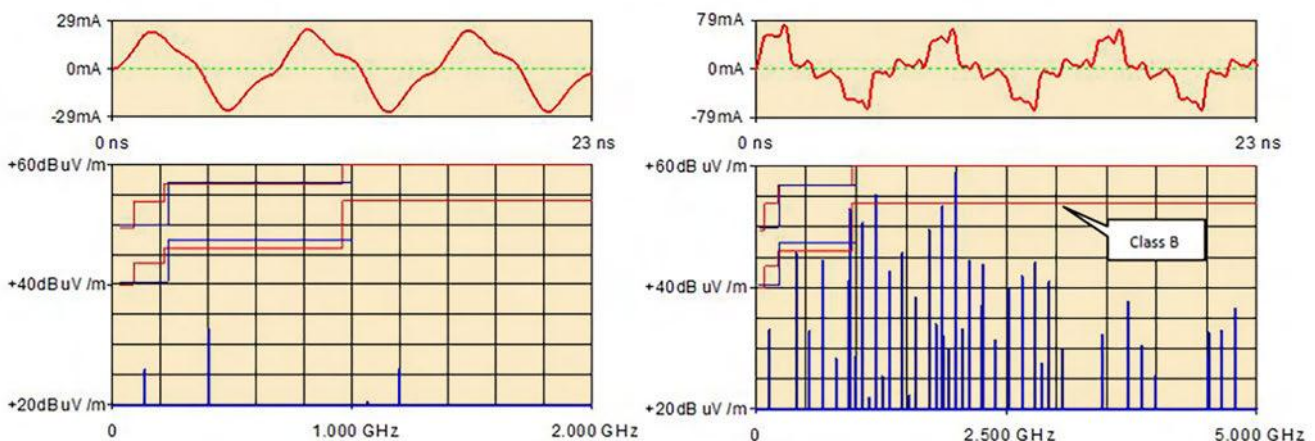 29mA
0mA
-29mA
0 ns
23 ns
+60dBuV /m
+40dBuV /m
+20dBuV /m
0
1.000 GHz
2.000 GHz
79mA
0mA
-79mA
0 ns
23 ns
+60dB uV /m
+40dB uV /m
+20dB uV /m
Class B
0
2.500 GHz
5.000 GHz